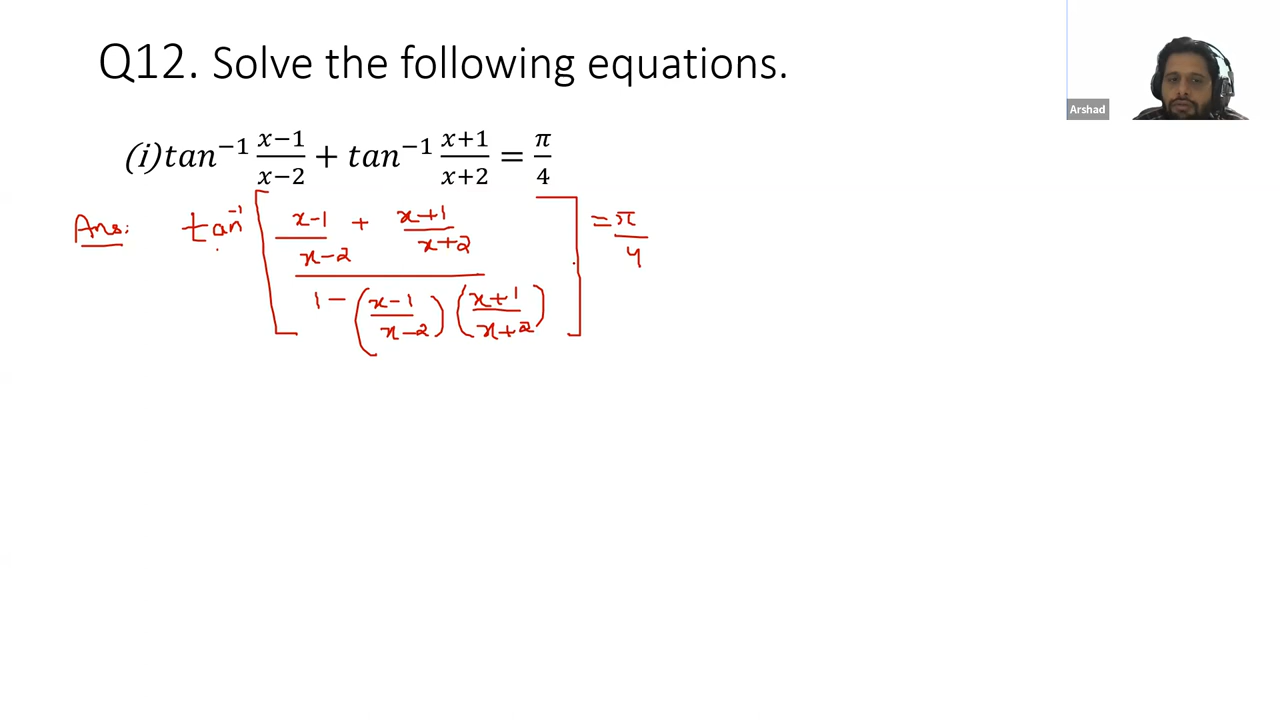 Q12. Solve the following equations.
Arshad
(i)tan⁻¹ (x−1)/(x−2) + tan⁻¹ (x+1)/(x+2) = π/4
Ans: tan⁻¹ [ ((x-1)/(x-2) + (x+1)/(x+2)) / (1 - ((x-1)/(x-2)) ((x+1)/(x+2))) ] = π/4